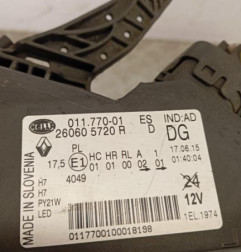 HELLA
011.770-01 ES IND:AD
26060 5720 R D DG
PL HC HR RL A 1 17.06.15
17,5 E1 01 01 00 02 01 01:40:04
4049
H7 24
H7 12V
PY21W
LED 1EL.1974
0117700100018198
MADE IN SLOVENIA